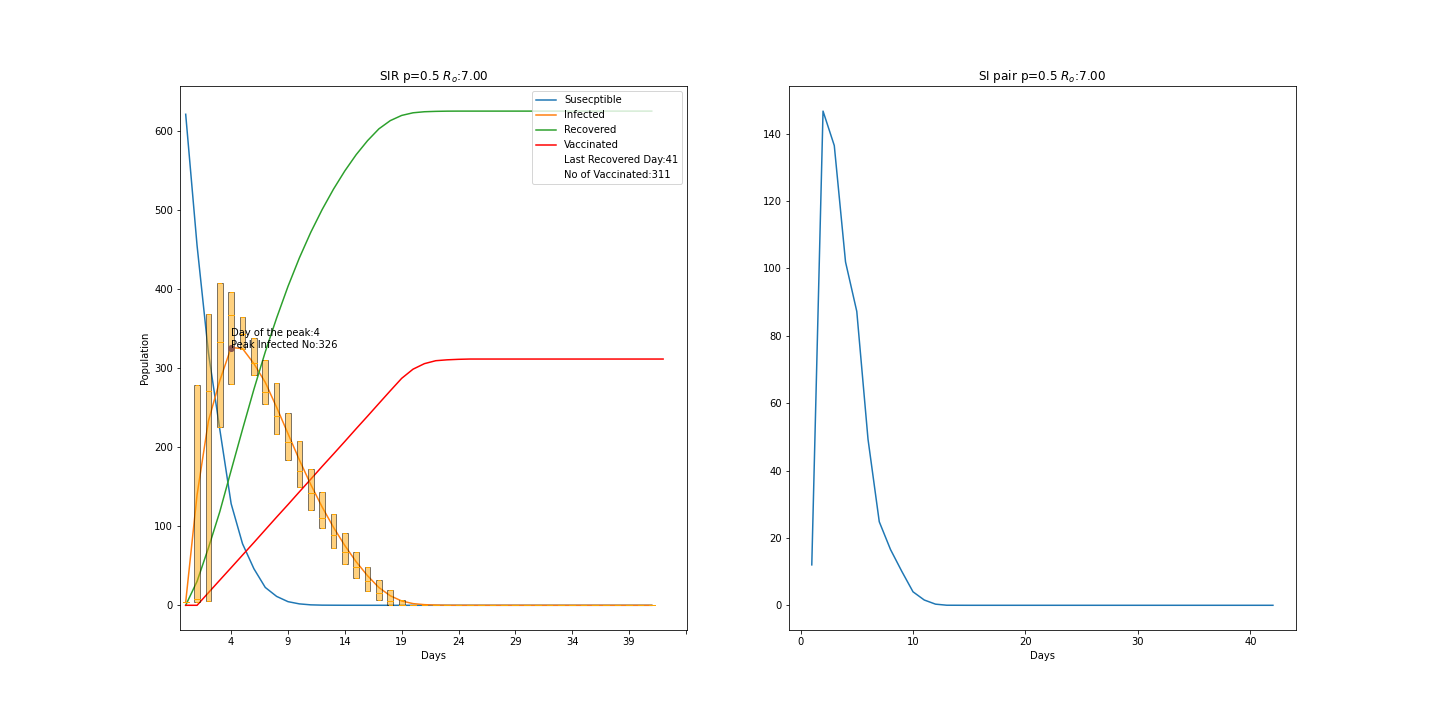 SIR p=0.5 Ro:7.00
Susecptible
Infected
Recovered
Vaccinated
Last Recovered Day:41
No of Vaccinated:311
Day of the peak:4
Peak Infected No:326
Population
600
500
400
300
200
100
0
4 9 14 19 24 29 34 39
Days
SI pair p=0.5 Ro:7.00
140
120
100
80
60
40
20
0
0 10 20 30 40
Days